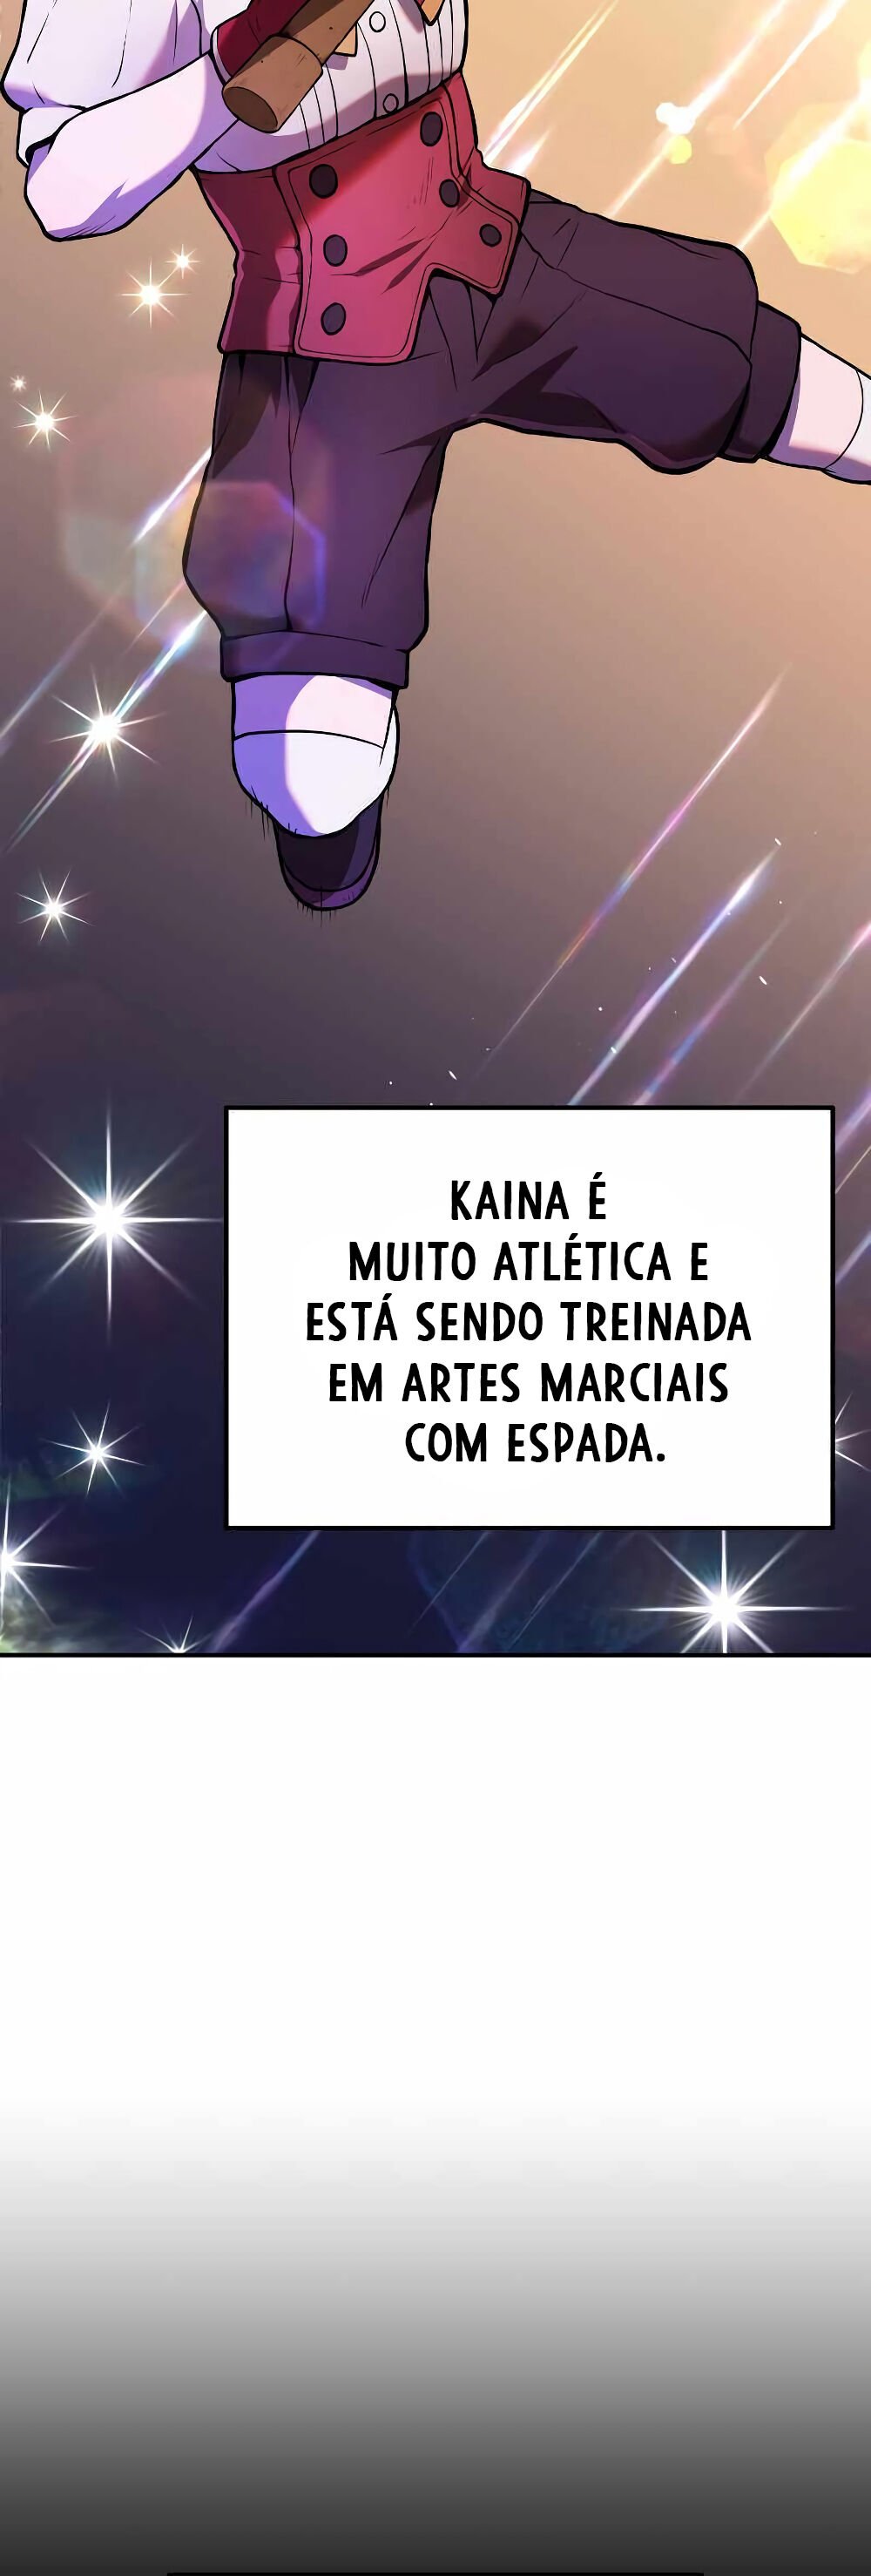 KAINA É
MUITO ATLÉTICA E
ESTÁ SENDO TREINADA
EM ARTES MARCIAIS
COM ESPADA.